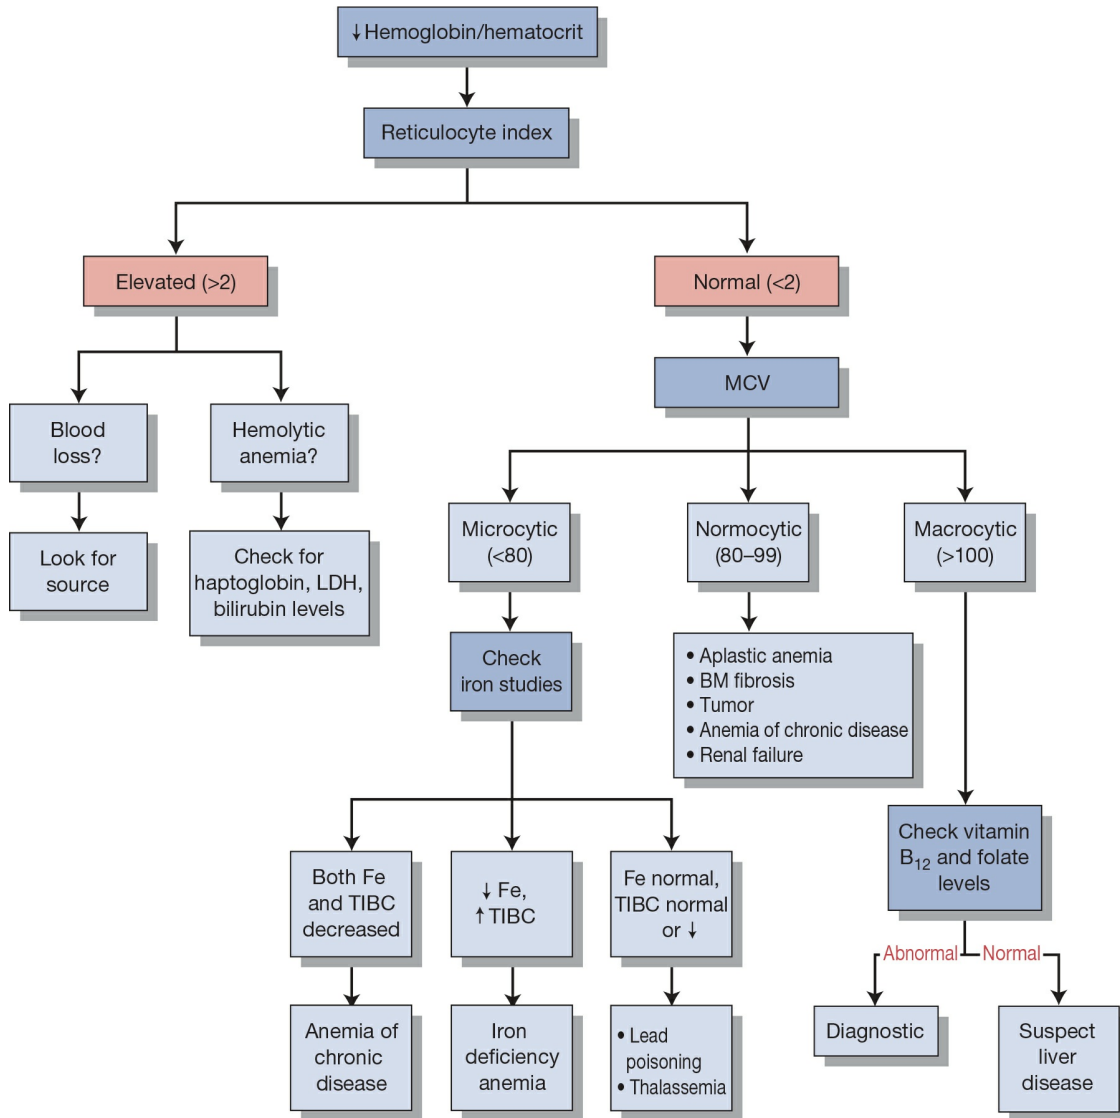 ↓ Hemoglobin/hematocrit
Reticulocyte index
Elevated (>2)
Normal (<2)
MCV
Blood
loss?
Hemolytic
anemia?
Look for
source
Check for
haptoglobin, LDH,
bilirubin levels
Microcytic
(<80)
Normocytic
(80–99)
Macrocytic
(>100)
Check
iron studies
• Aplastic anemia
• BM fibrosis
• Tumor
• Anemia of chronic disease
• Renal failure
Check vitamin
B₁₂ and folate
levels
Both Fe
and TIBC
decreased
↓ Fe,
↑ TIBC
Fe normal,
TIBC normal
or ↓
Abnormal
Normal
Anemia of
chronic
disease
Iron
deficiency
anemia
• Lead
poisoning
• Thalassemia
Diagnostic
Suspect
liver
disease